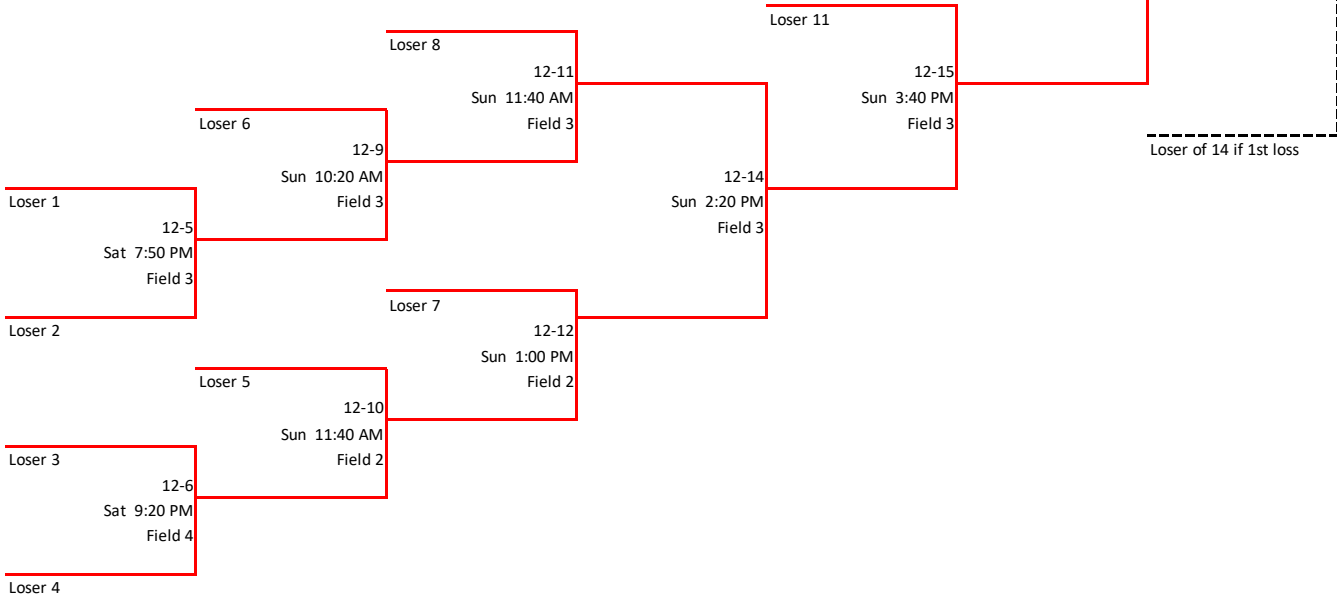 Loser 11
12-15
Sun 3:40 PM
Field 3
Loser of 14 if 1st loss
Loser 8
12-11
Sun 11:40 AM
Field 3
Loser 6
12-9
Sun 10:20 AM
Field 3
12-14
Sun 2:20 PM
Field 3
Loser 1
12-5
Sat 7:50 PM
Field 3
Loser 2
Loser 7
12-12
Sun 1:00 PM
Field 2
Loser 5
12-10
Sun 11:40 AM
Field 2
Loser 3
12-6
Sat 9:20 PM
Field 4
Loser 4